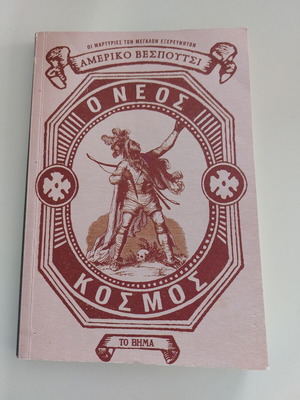 ΟΙ ΜΑΡΤΥΡΙΕΣ ΤΩΝ ΜΕΓΑΛΩΝ ΕΞΕΡΕΥΝΗΤΩΝ
ΑΜΕΡΙΚΟ ΒΕΣΠΟΥΤΣΙ
Ο ΝΕΟΣ
ΚΟΣΜΟΣ
ΤΟ ΒΗΜΑ